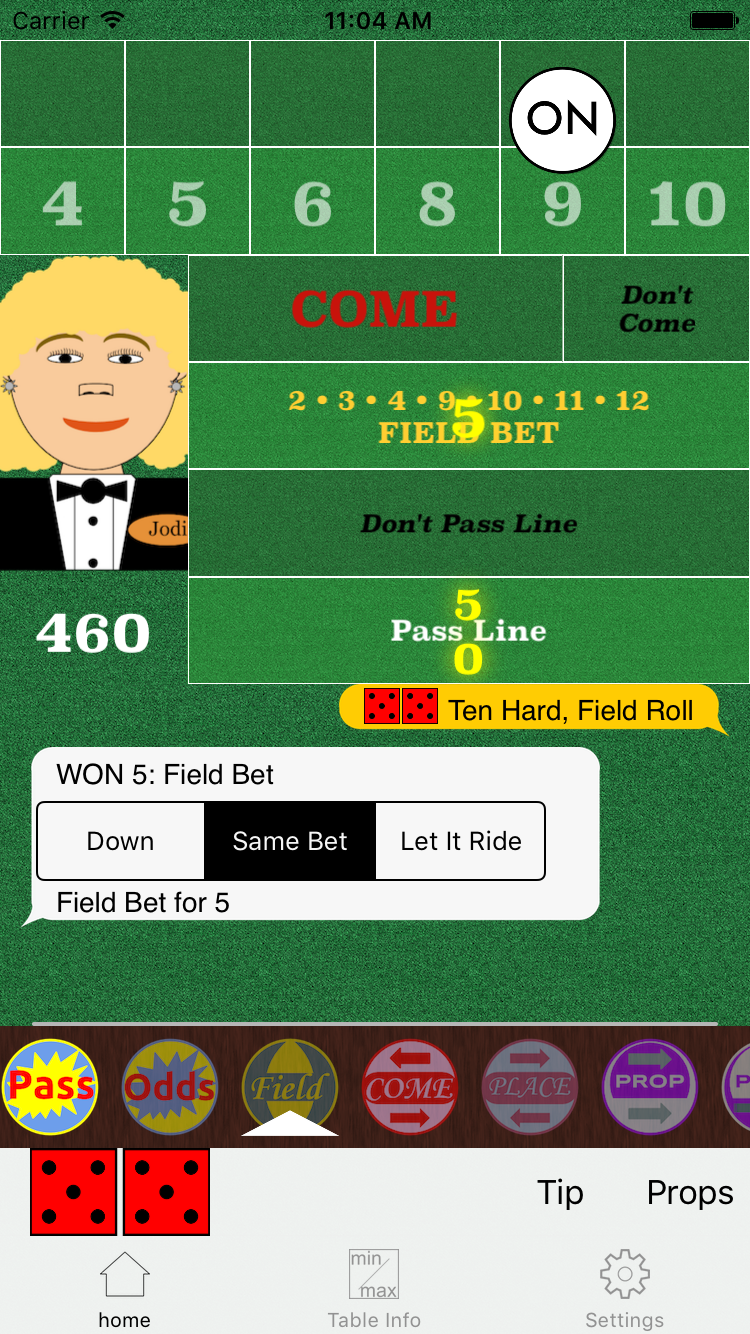 Carrier 11:04 AM
ON
4 5 6 8 9 10
COME
Don't
Come
2 • 3 • 4 • 9 • 10 • 11 • 12
5
FIELD BET
Jodi
Don't Pass Line
460
5
Pass Line
0
Ten Hard, Field Roll
WON 5: Field Bet
Down Same Bet Let It Ride
Field Bet for 5
Pass Odds Field COME PLACE PROP P
Tip Props
min
max
home Table Info Settings